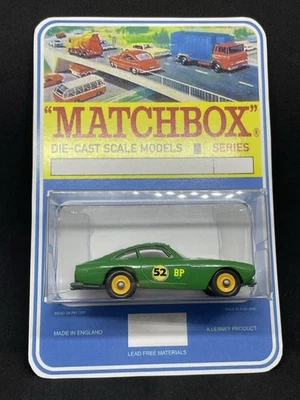 "MATCHBOX"®
DIE-CAST SCALE MODELS SERIES
52 BP
MADE IN ENGLAND
A LESNEY PRODUCT
LEAD FREE MATERIALS